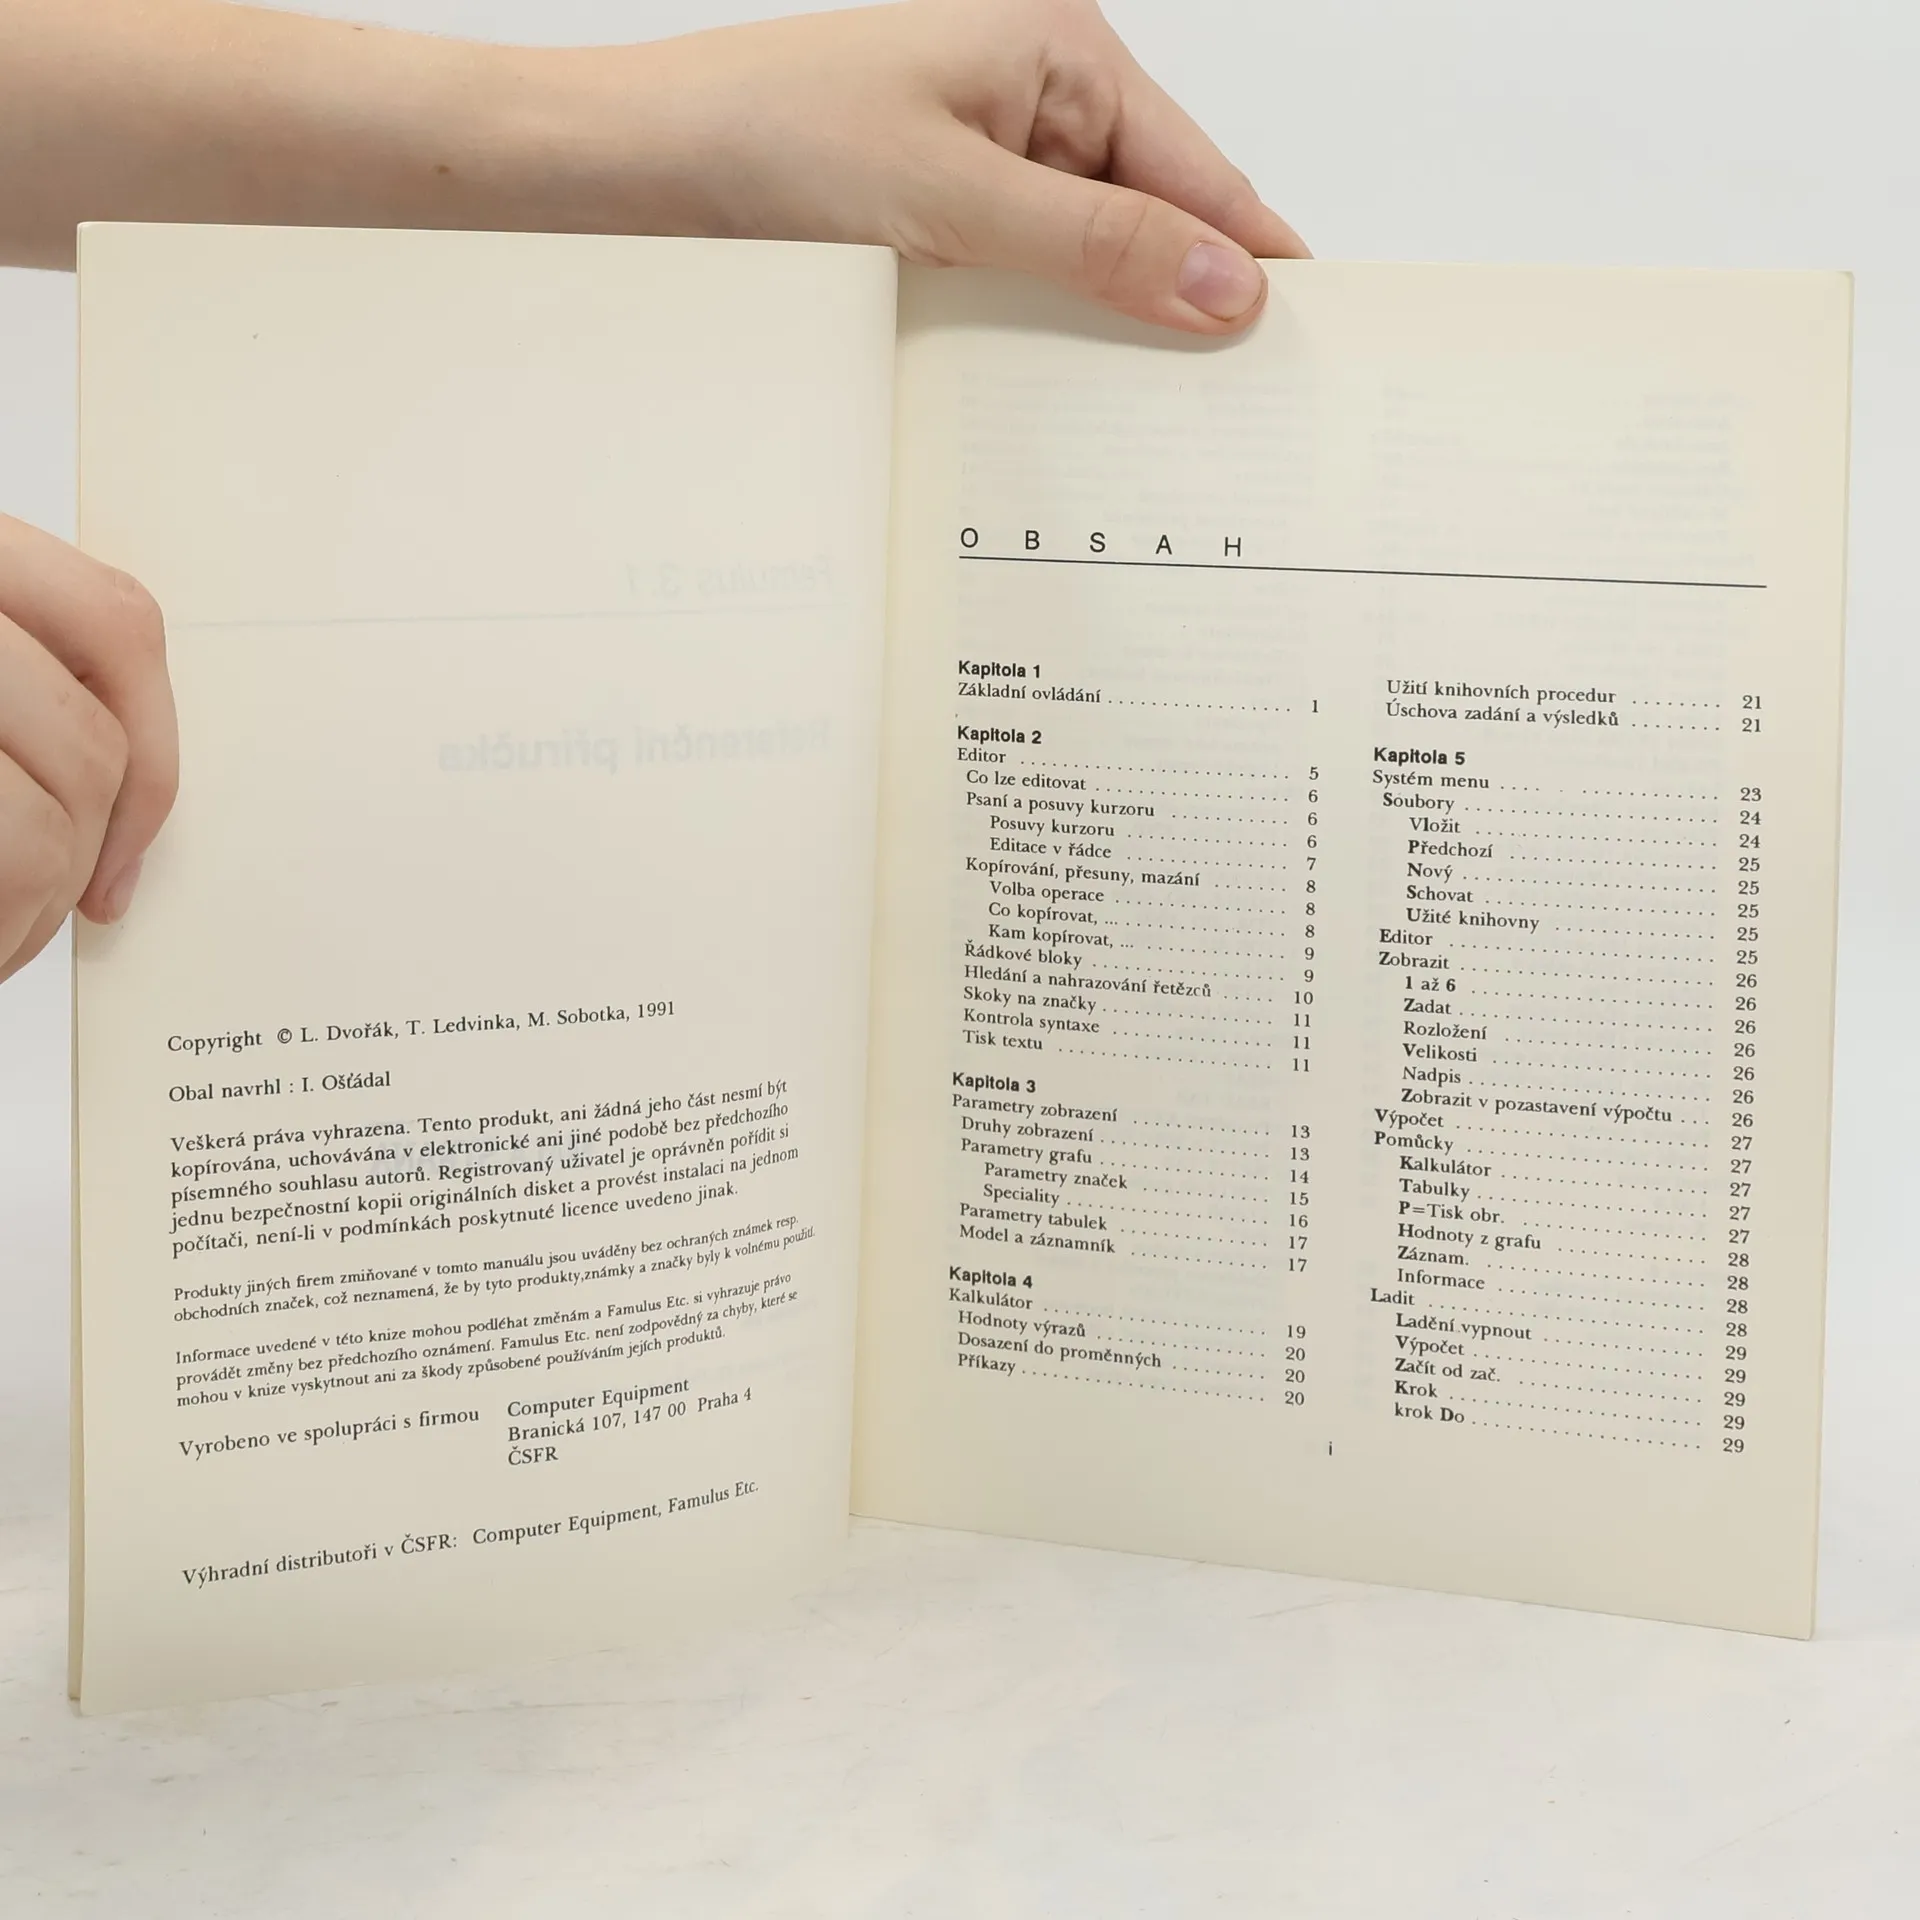 Copyright © L. Dvořák, T. Ledvinka, M. Sobotka, 1991
Obal navrhl : I. Ošťádal
Veškerá práva vyhrazena. Tento produkt, ani žádná jeho část nesmí být
kopírována, uchovávána v elektronické ani jiné podobě bez předchozího
písemného souhlasu autorů. Registrovaný uživatel je oprávněn pořídit si
jednu bezpečnostní kopii originálních disket a provést instalaci na jednom
počítači, není-li v podmínkách poskytnuté licence uvedeno jinak.
Produkty jiných firem zmiňované v tomto manuálu jsou uváděny bez ochraných známek resp.
obchodních značek, což neznamená, že by tyto produkty,známky a značky byly k volnému použití.
Informace uvedené v této knize mohou podléhat změnám a Famulus Etc. si vyhrazuje právo
provádět změny bez předchozího oznámení. Famulus Etc. není zodpovědný za chyby, které se
mohou v knize vyskytnout ani za škody způsobené používáním jejích produktů.
Vyrobeno ve spolupráci s firmou Computer Equipment
Branická 107, 147 00 Praha 4
ČSFR
Výhradní distributoři v ČSFR: Computer Equipment, Famulus Etc.
O B S A H
Kapitola 1
Základní ovládání . . . . . . . . . . . . . . . . . 1
Kapitola 2
Editor . . . . . . . . . . . . . . . . . . . . . . . . . 5
Co lze editovat . . . . . . . . . . . . . . . . . . 6
Psaní a posuvy kurzoru . . . . . . . . . . . 6
Posuvy kurzoru . . . . . . . . . . . . . . . 6
Editace v řádce . . . . . . . . . . . . . . . 7
Kopírování, přesuny, mazání . . . . . . . 8
Volba operace . . . . . . . . . . . . . . . . 8
Co kopírovat, ... . . . . . . . . . . . . . . . 8
Kam kopírovat, ... . . . . . . . . . . . . . 9
Řádkové bloky . . . . . . . . . . . . . . . . . . 9
Hledání a nahrazování řetězců . . . . . 10
Skoky na značky . . . . . . . . . . . . . . . . 11
Kontrola syntaxe . . . . . . . . . . . . . . . 11
Tisk textu . . . . . . . . . . . . . . . . . . . . 11
Kapitola 3
Parametry zobrazení . . . . . . . . . . . . . 13
Druhy zobrazení . . . . . . . . . . . . . . . . 13
Parametry grafu . . . . . . . . . . . . . . . . 14
Parametry značek . . . . . . . . . . . . 15
Speciality . . . . . . . . . . . . . . . . . . . 16
Parametry tabulek . . . . . . . . . . . . . . 17
Model a záznamník . . . . . . . . . . . . . 17
Kapitola 4
Kalkulátor . . . . . . . . . . . . . . . . . . . . . 19
Hodnoty výrazů . . . . . . . . . . . . . . . . 20
Dosazení do proměnných . . . . . . . . . 20
Příkazy . . . . . . . . . . . . . . . . . . . . . . . 20
Užití knihovních procedur . . . . . . . . 21
Úschova zadání a výsledků . . . . . . . . 21
Kapitola 5
Systém menu . . . . . . . . . . . . . . . . . 23
Soubory . . . . . . . . . . . . . . . . . . . . . . 24
Vložit . . . . . . . . . . . . . . . . . . . . . 24
Předchozí . . . . . . . . . . . . . . . . . . 25
Nový . . . . . . . . . . . . . . . . . . . . . . 25
Schovat . . . . . . . . . . . . . . . . . . . . 25
Užité knihovny . . . . . . . . . . . . . . 25
Editor . . . . . . . . . . . . . . . . . . . . . . . 25
Zobrazit . . . . . . . . . . . . . . . . . . . . . . 26
1 až 6 . . . . . . . . . . . . . . . . . . . . . 26
Zadat . . . . . . . . . . . . . . . . . . . . . . 26
Rozložení . . . . . . . . . . . . . . . . . . 26
Velikosti . . . . . . . . . . . . . . . . . . . 26
Nadpis . . . . . . . . . . . . . . . . . . . . . 26
Zobrazit v pozastavení výpočtu . . . 26
Výpočet . . . . . . . . . . . . . . . . . . . . . . 27
Pomůcky . . . . . . . . . . . . . . . . . . . . . 27
Kalkulátor . . . . . . . . . . . . . . . . . . 27
Tabulky . . . . . . . . . . . . . . . . . . . . 27
P=Tisk obr. . . . . . . . . . . . . . . . . . 27
Hodnoty z grafu . . . . . . . . . . . . . 28
Záznam. . . . . . . . . . . . . . . . . . . . 28
Informace . . . . . . . . . . . . . . . . . . 28
Ladit . . . . . . . . . . . . . . . . . . . . . . . . 28
Ladění vypnout . . . . . . . . . . . . . . 29
Výpočet . . . . . . . . . . . . . . . . . . . . 29
Začít od zač. . . . . . . . . . . . . . . . . 29
Krok . . . . . . . . . . . . . . . . . . . . . . 29
krok Do . . . . . . . . . . . . . . . . . . . . 29
i